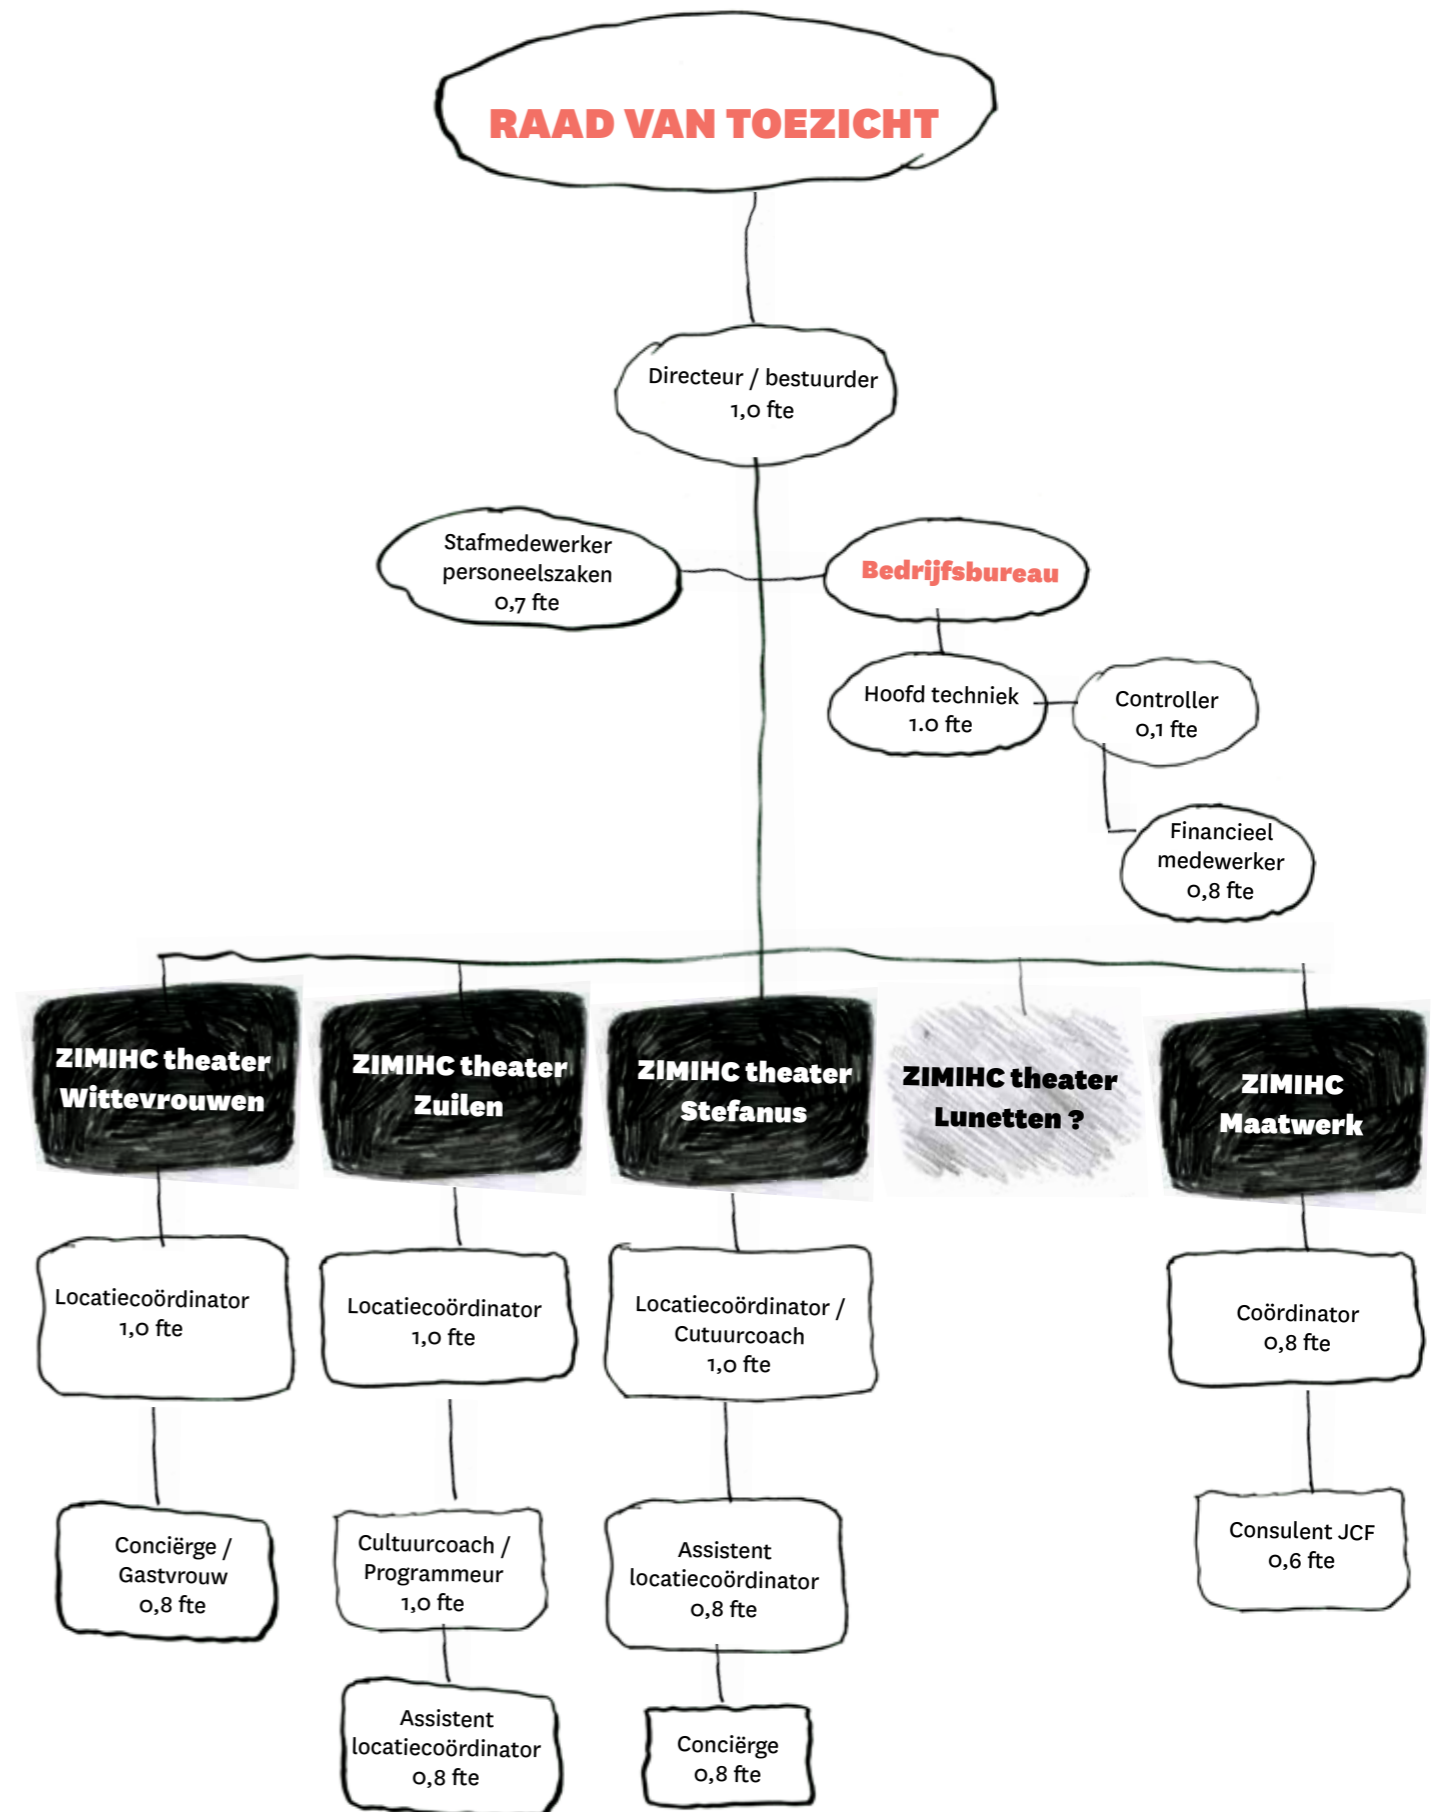 RAAD VAN TOEZICHT
Directeur / bestuurder
1,0 fte
Stafmedewerker
personeelszaken
0,7 fte
Bedrijfsbureau
Hoofd techniek
1.0 fte
Controller
0,1 fte
Financieel
medewerker
0,8 fte
ZIMIHC theater
Wittevrouwen
ZIMIHC theater
Zuilen
ZIMIHC theater
Stefanus
ZIMIHC theater
Lunetten ?
ZIMIHC
Maatwerk
Locatiecoördinator
1,0 fte
Locatiecoördinator
1,0 fte
Locatiecoördinator /
Cutuurcoach
1,0 fte
Coördinator
0,8 fte
Conciërge /
Gastvrouw
0,8 fte
Cultuurcoach /
Programmeur
1,0 fte
Assistent
locatiecoördinator
0,8 fte
Consulent JCF
0,6 fte
Assistent
locatiecoördinator
0,8 fte
Conciërge
0,8 fte